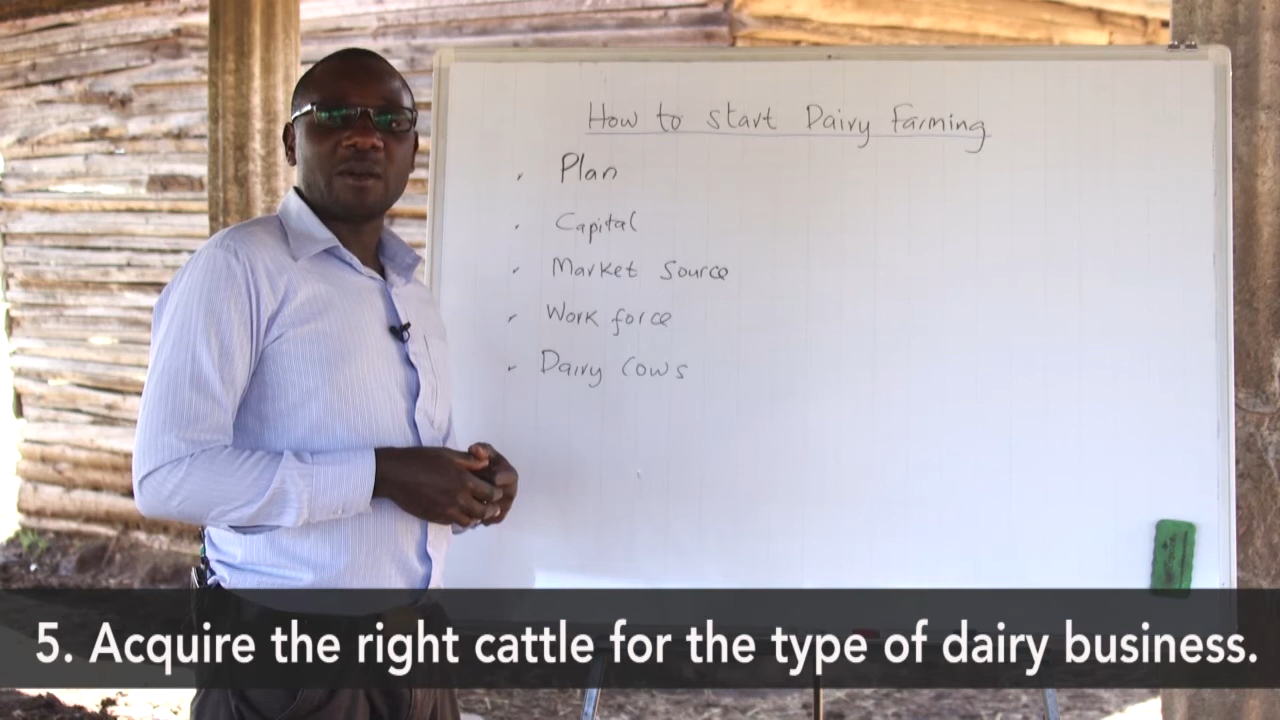 How to start Dairy Farming
Plan
Capital
Market Source
Work force
Dairy Cows
5. Acquire the right cattle for the type of dairy business.